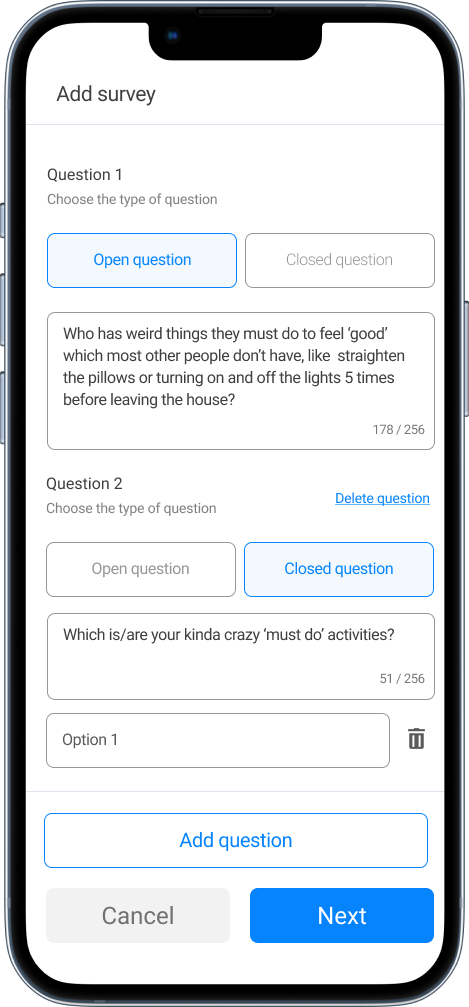 Add survey
Question 1
Choose the type of question
Open question
Closed question
Who has weird things they must do to feel ‘good’
which most other people don’t have, like  straighten
the pillows or turning on and off the lights 5 times
before leaving the house?
178 / 256
Question 2
Choose the type of question
Delete question
Open question
Closed question
Which is/are your kinda crazy ‘must do’ activities?
51 / 256
Option 1
Add question
Cancel
Next